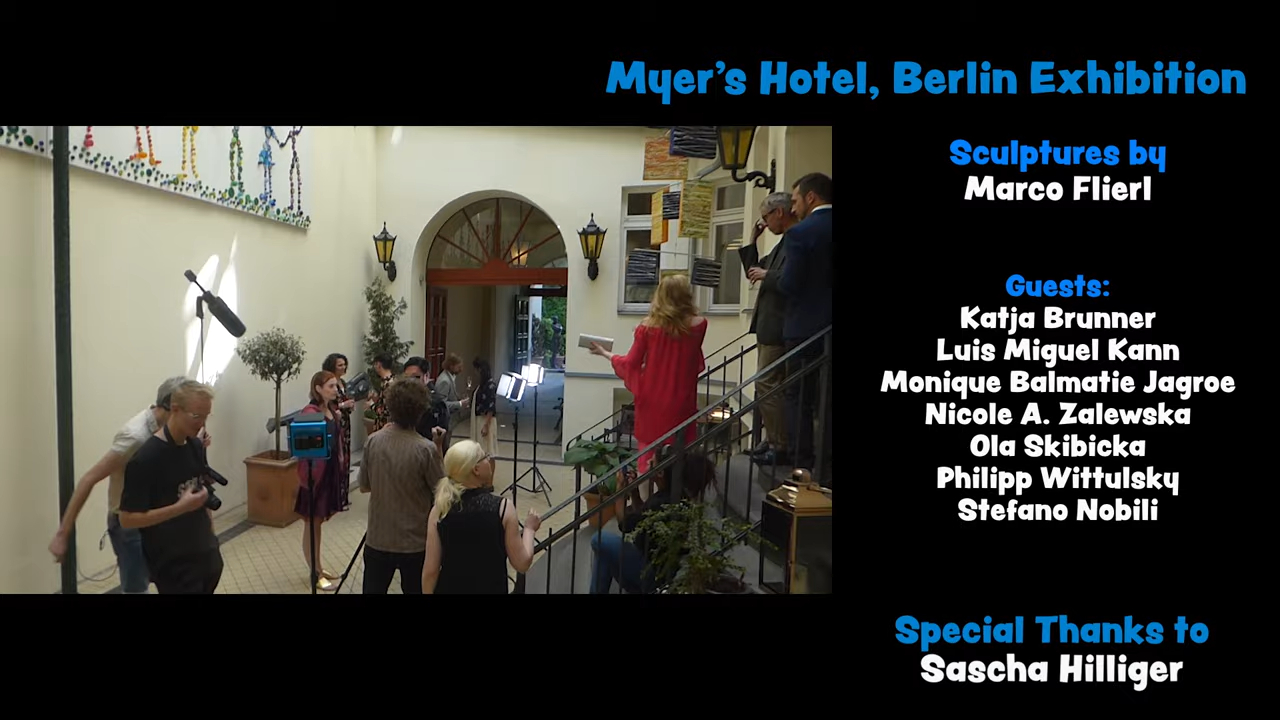 Myer's Hotel, Berlin Exhibition
Sculptures by
Marco Flierl
Guests:
Katja Brunner
Luis Miguel Kann
Monique Balmatie Jagroe
Nicole A. Zalewska
Ola Skibicka
Philipp Wittulsky
Stefano Nobili
Special Thanks to
Sascha Hilliger